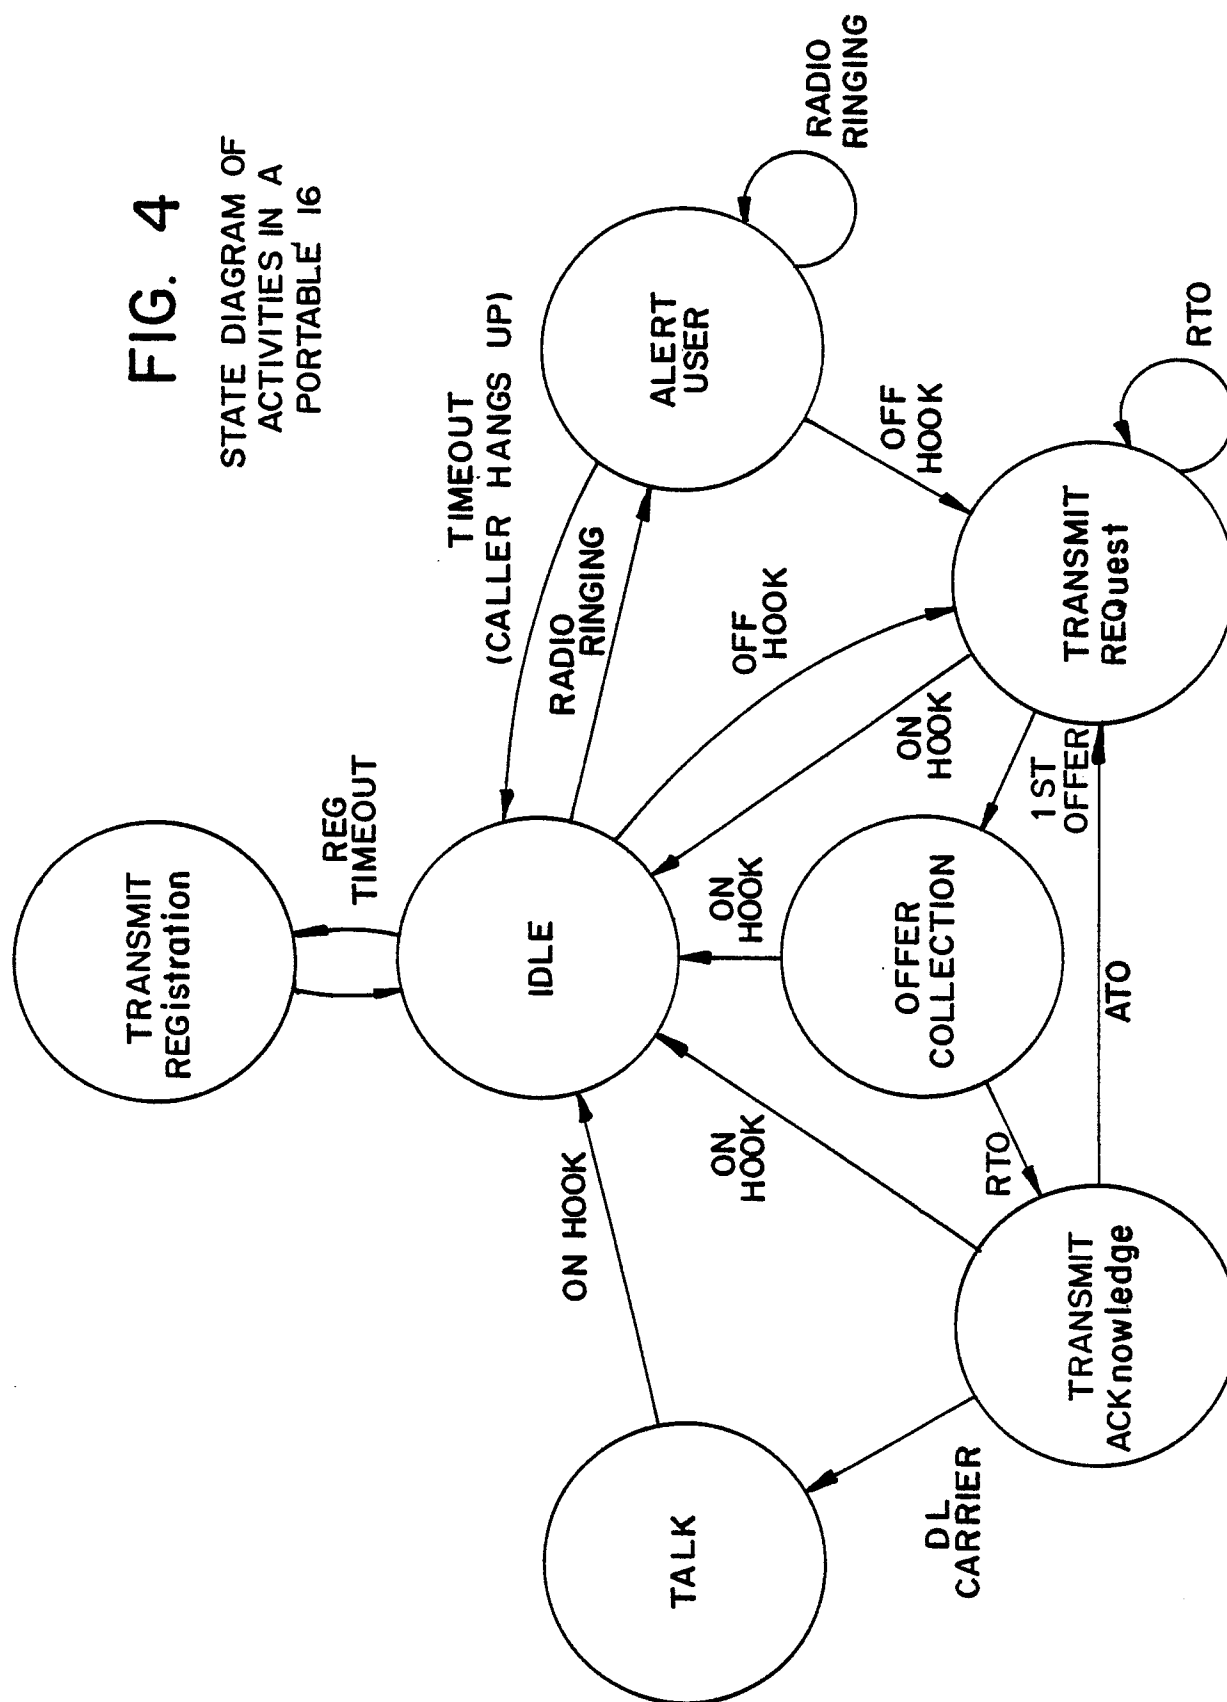 FIG. 4
STATE DIAGRAM OF
ACTIVITIES IN A
PORTABLE 16
TRANSMIT
REGistration
REG
TIMEOUT
IDLE
TIMEOUT
(CALLER HANGS UP)
RADIO
RINGING
ALERT
USER
RADIO
RINGING
OFF
HOOK
OFF
HOOK
ON
HOOK
ON
HOOK
ON
HOOK
ON HOOK
TALK
DL
CARRIER
TRANSMIT
ACKnowledge
RTO
OFFER
COLLECTION
1ST
OFFER
ATO
TRANSMIT
REQuest
RTO